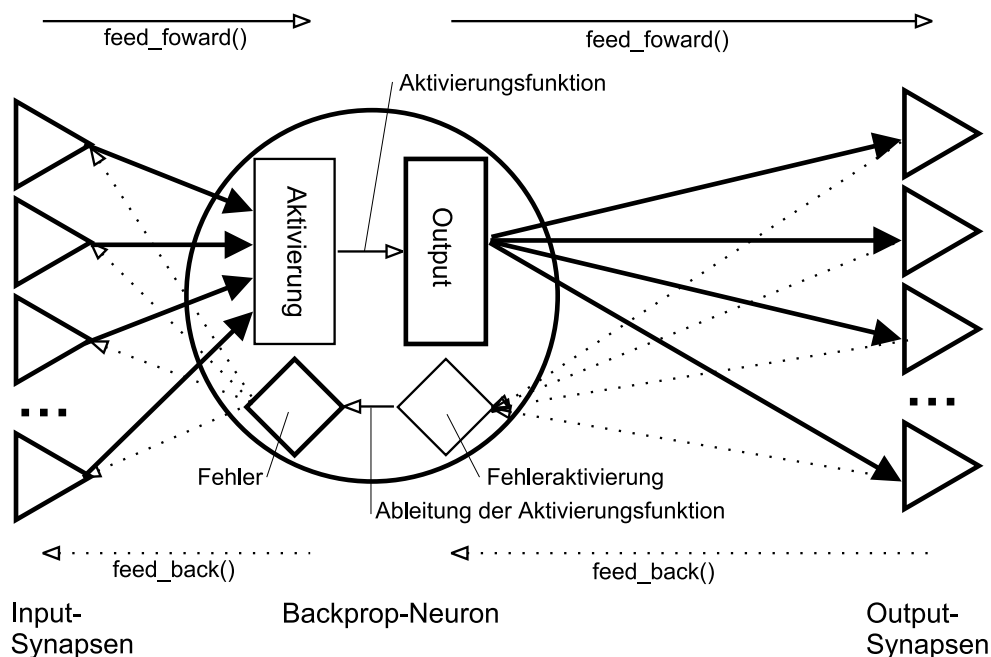 feed_foward()
feed_foward()
Aktivierungsfunktion
Aktivierung
Output
...
...
Fehler
Fehleraktivierung
Ableitung der Aktivierungsfunktion
feed_back()
feed_back()
Input-
Synapsen
Backprop-Neuron
Output-
Synapsen